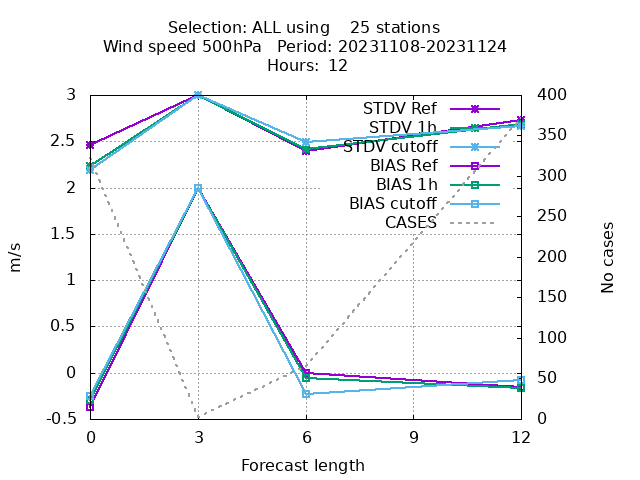 Selection: ALL using    25 stations
Wind speed 500hPa   Period: 20231108-20231124
Hours: 12
STDV Ref
STDV 1h
STDV cutoff
BIAS Ref
BIAS 1h
BIAS cutoff
CASES
3
2.5
2
1.5
1
0.5
0
-0.5
m/s
400
350
300
250
200
150
100
50
0
No cases
0 3 6 9 12
Forecast length